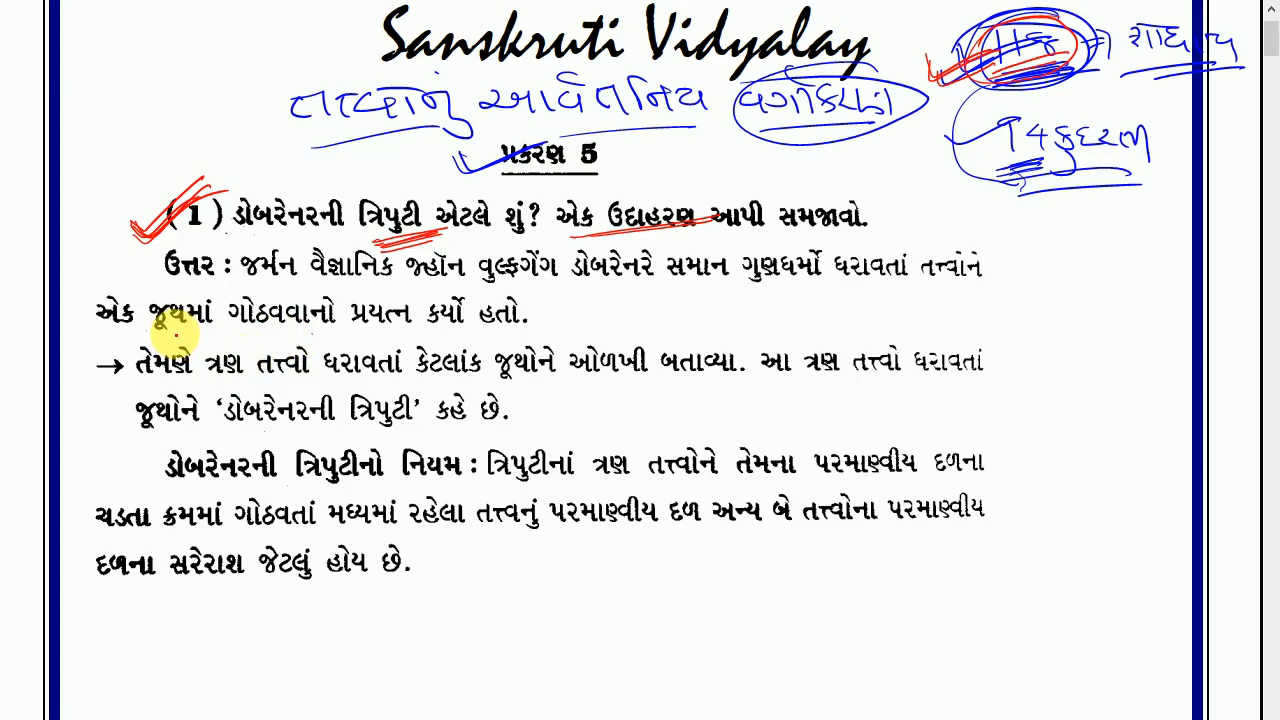 Sanskruti Vidyalay
તત્ત્વોનું આવર્તનિય વર્ગીકરણ
પ્રકરણ 5
94 કુદરતી
(1) ડોબરેનરની ત્રિપુટી એટલે શું? એક ઉદાહરણ આપી સમજાવો.
ઉત્તર : જર્મન વૈજ્ઞાનિક જ્હૉન વુલ્ફગેંગ ડોબરેનરે સમાન ગુણધર્મો ધરાવતાં તત્ત્વોને
એક જૂથમાં ગોઠવવાનો પ્રયત્ન કર્યો હતો.
→ તેમણે ત્રણ તત્ત્વો ધરાવતાં કેટલાંક જૂથોને ઓળખી બતાવ્યા. આ ત્રણ તત્ત્વો ધરાવતાં
જૂથોને ‘ડોબરેનરની ત્રિપુટી’ કહે છે.
ડોબરેનરની ત્રિપુટીનો નિયમ : ત્રિપુટીનાં ત્રણ તત્ત્વોને તેમના પરમાણ્વીય દળના
ચડતા ક્રમમાં ગોઠવતાં મધ્યમાં રહેલા તત્ત્વનું પરમાણ્વીય દળ અન્ય બે તત્ત્વોના પરમાણ્વીય
દળના સરેરાશ જેટલું હોય છે.